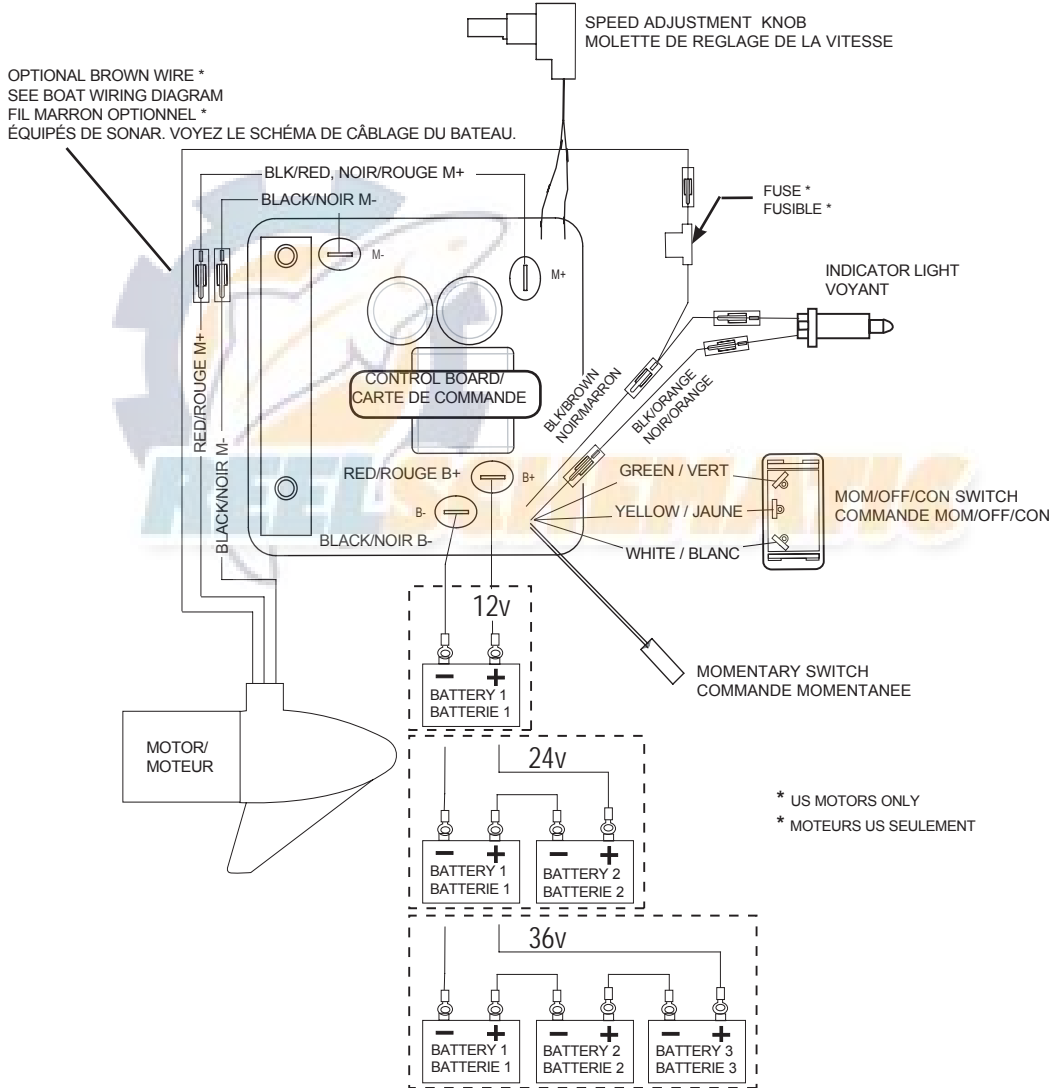 SPEED ADJUSTMENT KNOB
MOLETTE DE REGLAGE DE LA VITESSE
OPTIONAL BROWN WIRE *
SEE BOAT WIRING DIAGRAM
FIL MARRON OPTIONNEL *
ÉQUIPÉS DE SONAR. VOYEZ LE SCHÉMA DE CÂBLAGE DU BATEAU.
BLK/RED, NOIR/ROUGE M+
BLACK/NOIR M-
FUSE *
FUSIBLE *
M-
M+
INDICATOR LIGHT
VOYANT
RED/ROUGE M+
BLACK/NOIR M-
CONTROL BOARD/
CARTE DE COMMANDE
BLK/BROWN
NOIR/MARRON
BLK/ORANGE
NOIR/ORANGE
REEL SCHEMATIC
RED/ROUGE B+
B+
B-
BLACK/NOIR B-
GREEN / VERT
YELLOW / JAUNE
WHITE / BLANC
MOM/OFF/CON SWITCH
COMMANDE MOM/OFF/CON
12v
- +
BATTERY 1
BATTERIE 1
MOMENTARY SWITCH
COMMANDE MOMENTANEE
MOTOR/
MOTEUR
24v
- + - +
BATTERY 1 BATTERY 2
BATTERIE 1 BATTERIE 2
* US MOTORS ONLY
* MOTEURS US SEULEMENT
36v
- + - + - +
BATTERY 1 BATTERY 2 BATTERY 3
BATTERIE 1 BATTERIE 2 BATTERIE 3